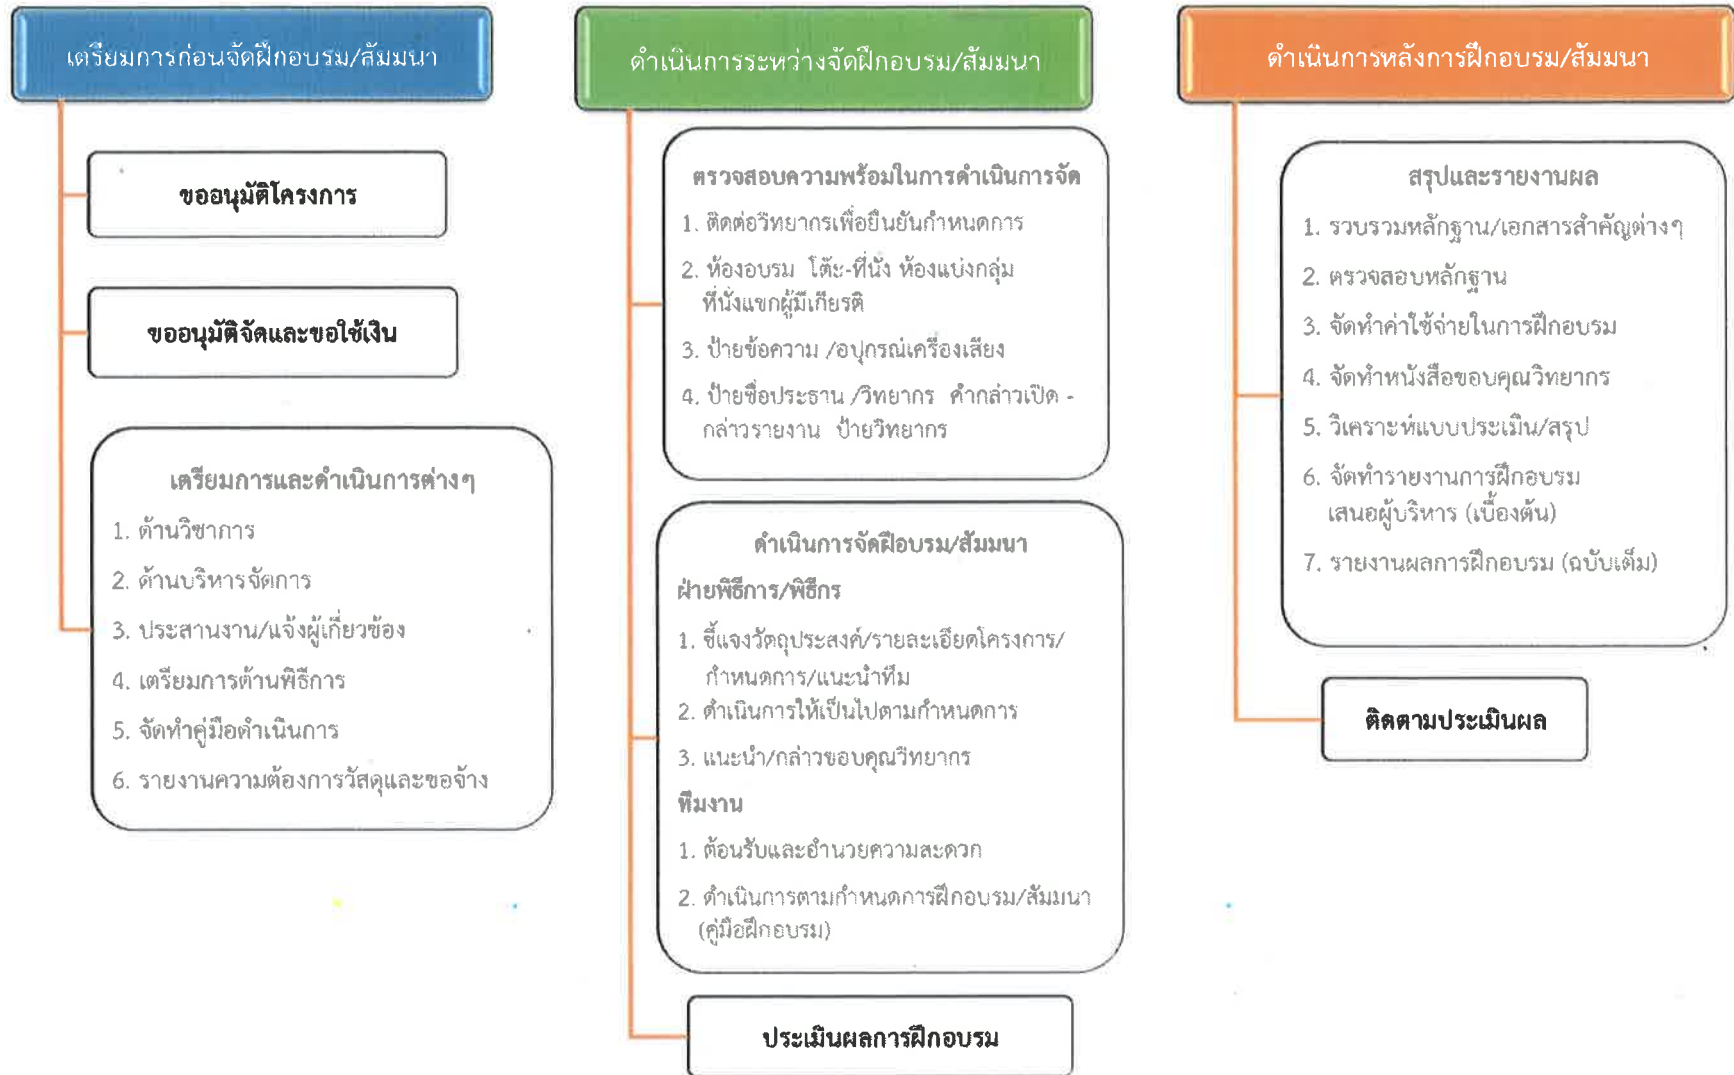 เตรียมการก่อนจัดฝึกอบรม/สัมมนา
ขออนุมัติโครงการ
ขออนุมัติจัดและขอใช้เงิน
เตรียมการและดำเนินการต่างๆ
1. ด้านวิชาการ
2. ด้านบริหารจัดการ
3. ประสานงาน/แจ้งผู้เกี่ยวข้อง
4. เตรียมการด้านพิธีการ
5. จัดทำคู่มือดำเนินการ
6. รายงานความต้องการวัสดุและขอจ้าง
ดำเนินการระหว่างจัดฝึกอบรม/สัมมนา
ตรวจสอบความพร้อมในการดำเนินการจัด
1. ติดต่อวิทยากรเพื่อยืนยันกำหนดการ
2. ห้องอบรม โต๊ะ-ที่นั่ง ห้องแบ่งกลุ่ม
ที่นั่งแขกผู้มีเกียรติ
3. ป้ายข้อความ /อุปกรณ์เครื่องเสียง
4. ป้ายชื่อประธาน /วิทยากร คำกล่าวเปิด -
กล่าวรายงาน ป้ายวิทยากร
ดำเนินการจัดฝึอบรม/สัมมนา
ฝ่ายพิธีการ/พิธีกร
1. ชี้แจงวัตถุประสงค์/รายละเอียดโครงการ/
กำหนดการ/แนะนำทีม
2. ดำเนินการให้เป็นไปตามกำหนดการ
3. แนะนำ/กล่าวขอบคุณวิทยากร
ทีมงาน
1. ต้อนรับและอำนวยความสะดวก
2. ดำเนินการตามกำหนดการฝึกอบรม/สัมมนา
(คู่มือฝึกอบรม)
ประเมินผลการฝึกอบรม
ดำเนินการหลังการฝึกอบรม/สัมมนา
สรุปและรายงานผล
1. รวบรวมหลักฐาน/เอกสารสำคัญต่างๆ
2. ตรวจสอบหลักฐาน
3. จัดทำค่าใช้จ่ายในการฝึกอบรม
4. จัดทำหนังสือขอบคุณวิทยากร
5. วิเคราะห์แบบประเมิน/สรุป
6. จัดทำรายงานการฝึกอบรม
เสนอผู้บริหาร (เบื้องต้น)
7. รายงานผลการฝึกอบรม (ฉบับเต็ม)
ติดตามประเมินผล